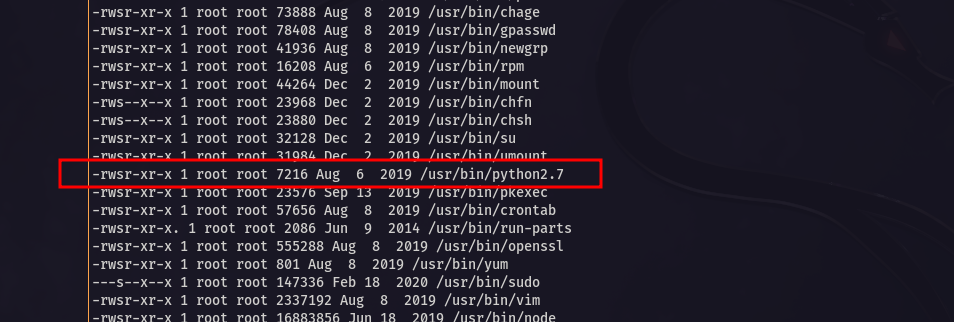 -rwsr-xr-x 1 root root 73888 Aug  8  2019 /usr/bin/chage
-rwsr-xr-x 1 root root 78408 Aug  8  2019 /usr/bin/gpasswd
-rwsr-xr-x 1 root root 41936 Aug  8  2019 /usr/bin/newgrp
-rwsr-xr-x 1 root root 16208 Aug  6  2019 /usr/bin/rpm
-rwsr-xr-x 1 root root 44264 Dec  2  2019 /usr/bin/mount
-rws--x--x 1 root root 23968 Dec  2  2019 /usr/bin/chfn
-rws--x--x 1 root root 23880 Dec  2  2019 /usr/bin/chsh
-rwsr-xr-x 1 root root 32128 Dec  2  2019 /usr/bin/su
-rwsr-xr-x 1 root root 31984 Dec  2  2019 /usr/bin/umount
-rwsr-xr-x 1 root root 7216 Aug  6  2019 /usr/bin/python2.7
-rwsr-xr-x 1 root root 23576 Sep 13  2019 /usr/bin/pkexec
-rwsr-xr-x 1 root root 57656 Aug  8  2019 /usr/bin/crontab
-rwsr-xr-x. 1 root root 2086 Jun  9  2014 /usr/bin/run-parts
-rwsr-xr-x 1 root root 555288 Aug  8  2019 /usr/bin/openssl
-rwsr-xr-x 1 root root 801 Aug  8  2019 /usr/bin/yum
---s--x--x 1 root root 147336 Feb 18  2020 /usr/bin/sudo
-rwsr-xr-x 1 root root 2337192 Aug  8  2019 /usr/bin/vim
-rwsr-xr-x 1 root root 16883856 Jun 18  2019 /usr/bin/node